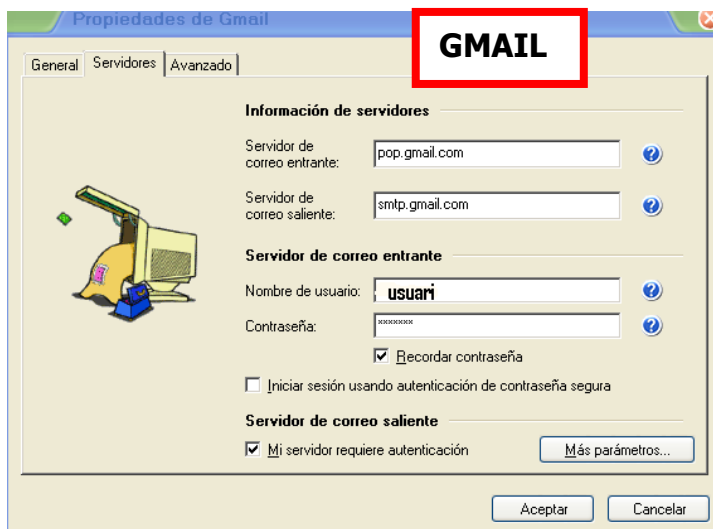 Propiedades de Gmail
GMAIL
General Servidores Avanzado
Información de servidores
Servidor de
correo entrante:
pop.gmail.com
Servidor de
correo saliente:
smtp.gmail.com
Servidor de correo entrante
Nombre de usuario: usuari
Contraseña: xxxxxxx
Recordar contraseña
Iniciar sesión usando autenticación de contraseña segura
Servidor de correo saliente
Mi servidor requiere autenticación Más parámetros...
Aceptar Cancelar